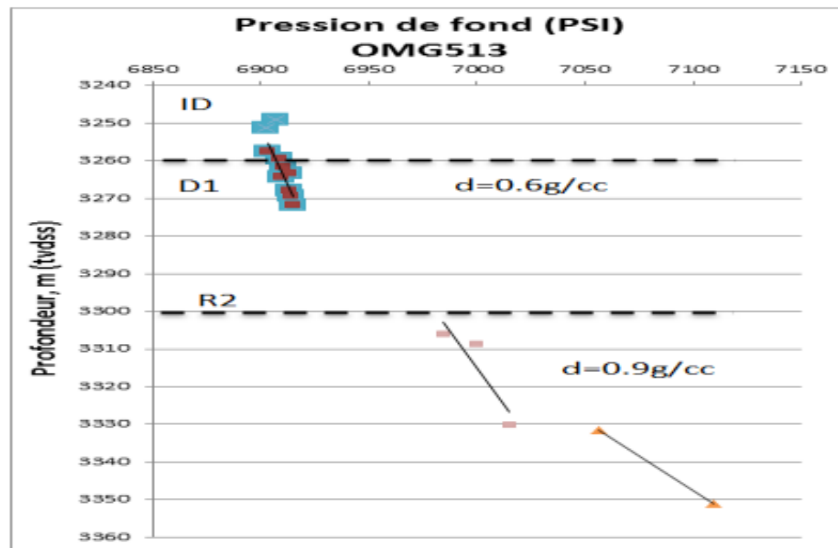 Pression de fond (PSI)
OMG513
6850 6900 6950 7000 7050 7100 7150
3240
ID
3250
3260
D1 d=0.6g/cc
3270
3280
3290
R2
3300
3310
d=0.9g/cc
3320
3330
3340
3350
3360
Profondeur, m (tvdss)